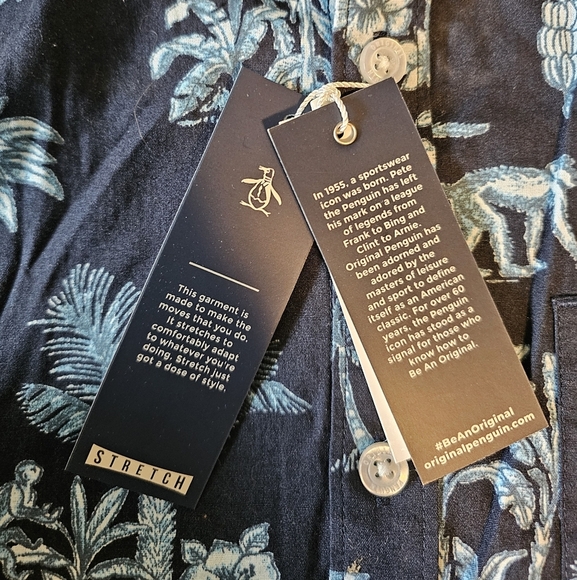 This garment is
made to make the
moves that you do.
It stretches to
comfortably adapt
to whatever you're
doing. Stretch just
got a dose of style.
STRETCH
In 1955, a sportswear
icon was born. Pete
the Penguin has left
his mark on a league
of legends from
Frank to Bing and
Clint to Arnie.
Original Penguin has
been adorned and
adored by the
masters of leisure
and sport to define
itself as an American
classic. For over 60
years, the Penguin
icon has stood as a
signal for those who
know how to
Be An Original.
#BeAnOriginal
originalpenguin.com